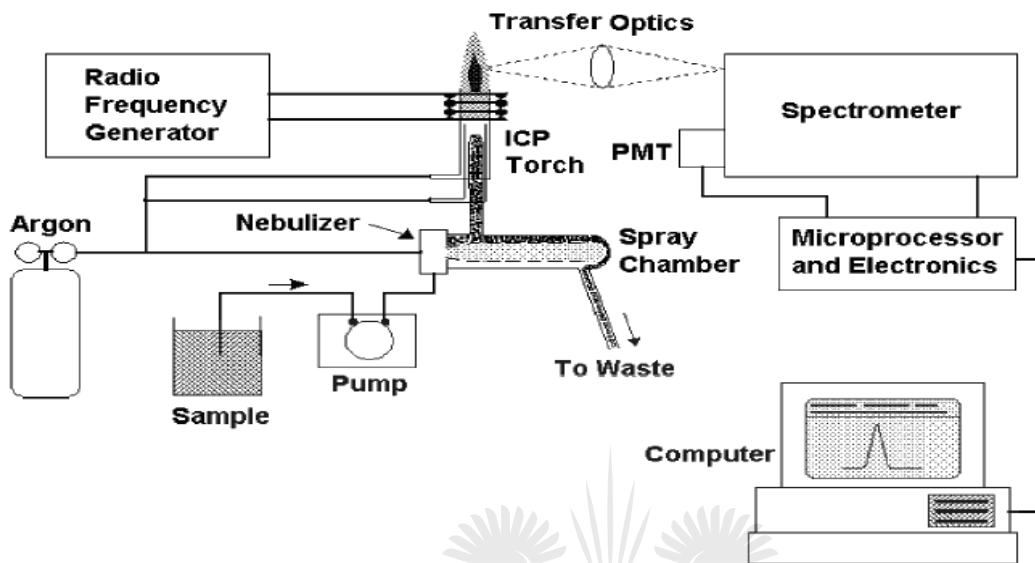 Transfer Optics
Radio
Frequency
Generator
Spectrometer
ICP
Torch
PMT
Argon
Nebulizer
Spray
Chamber
Microprocessor
and Electronics
Pump
To Waste
Sample
Computer